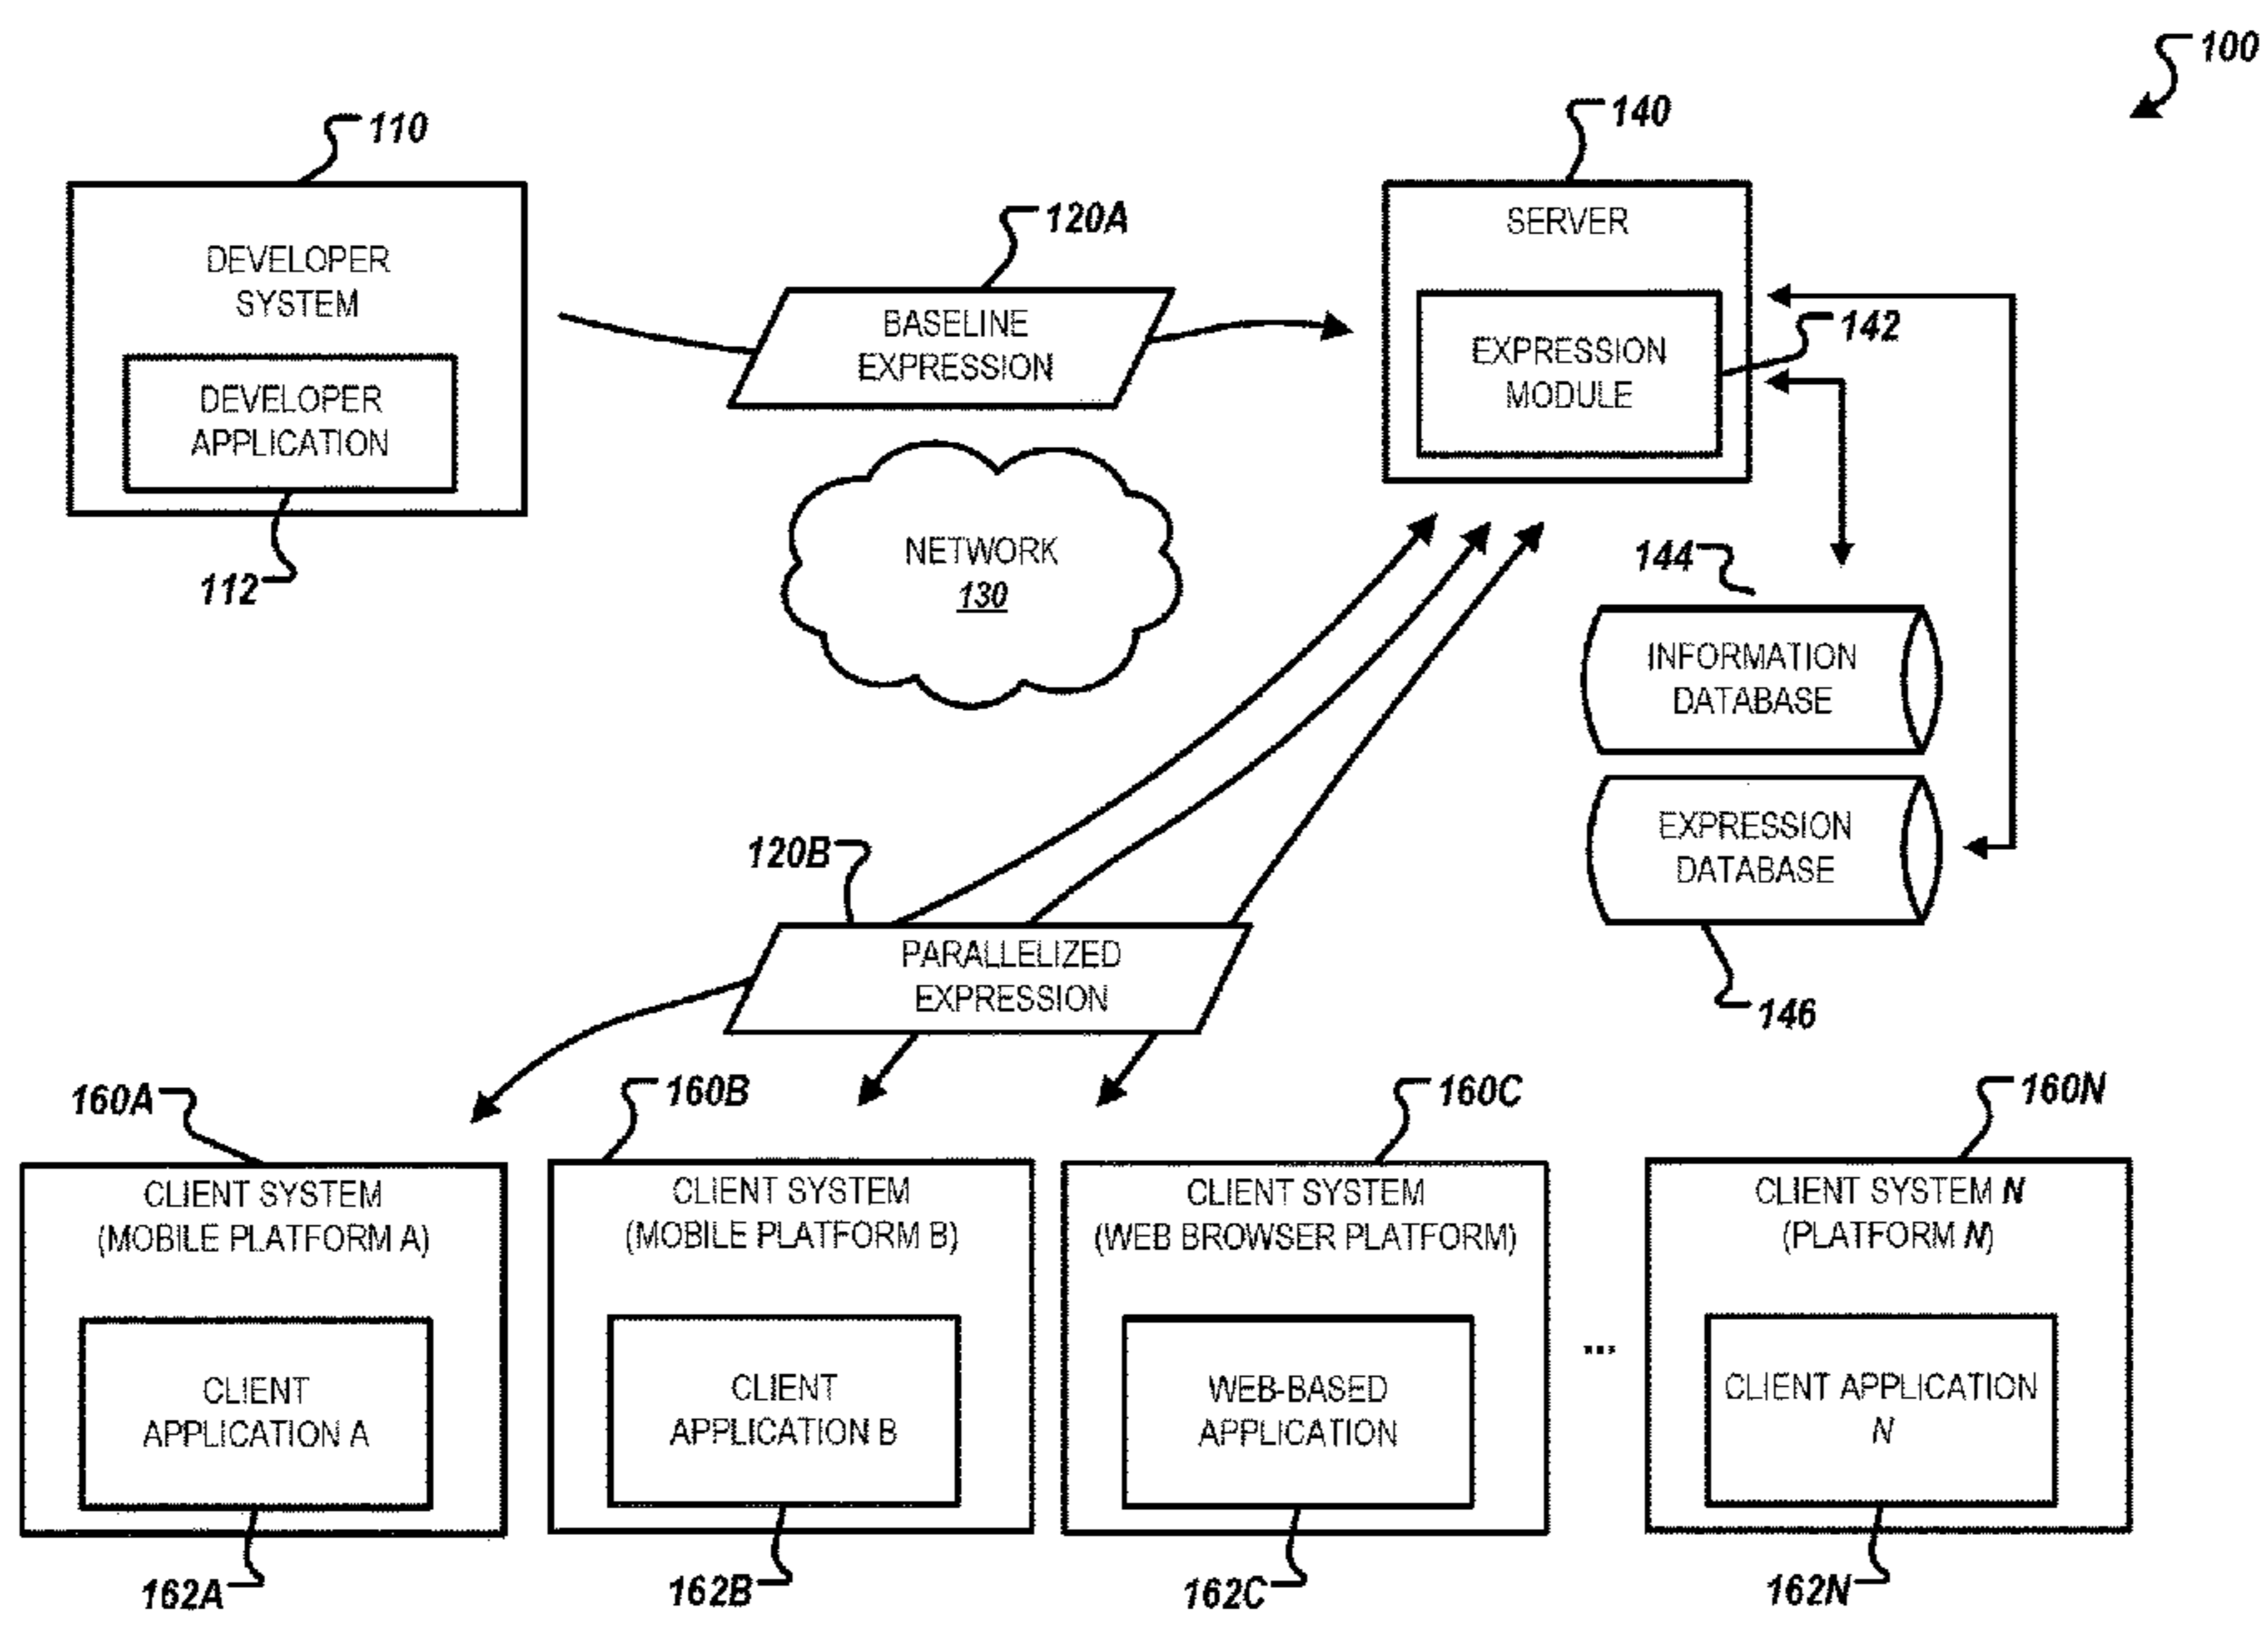 100
110
140
120A
DEVELOPER
SYSTEM
DEVELOPER
APPLICATION
112
BASELINE
EXPRESSION
SERVER
EXPRESSION
MODULE
142
NETWORK
130
144
INFORMATION
DATABASE
EXPRESSION
DATABASE
146
120B
PARALLELIZED
EXPRESSION
160A
160B
160C
160N
CLIENT SYSTEM
(MOBILE PLATFORM A)
CLIENT
APPLICATION A
162A
CLIENT SYSTEM
(MOBILE PLATFORM B)
CLIENT
APPLICATION B
162B
CLIENT SYSTEM
(WEB BROWSER PLATFORM)
WEB-BASED
APPLICATION
162C
...
CLIENT SYSTEM N
(PLATFORM N)
CLIENT APPLICATION
N
162N